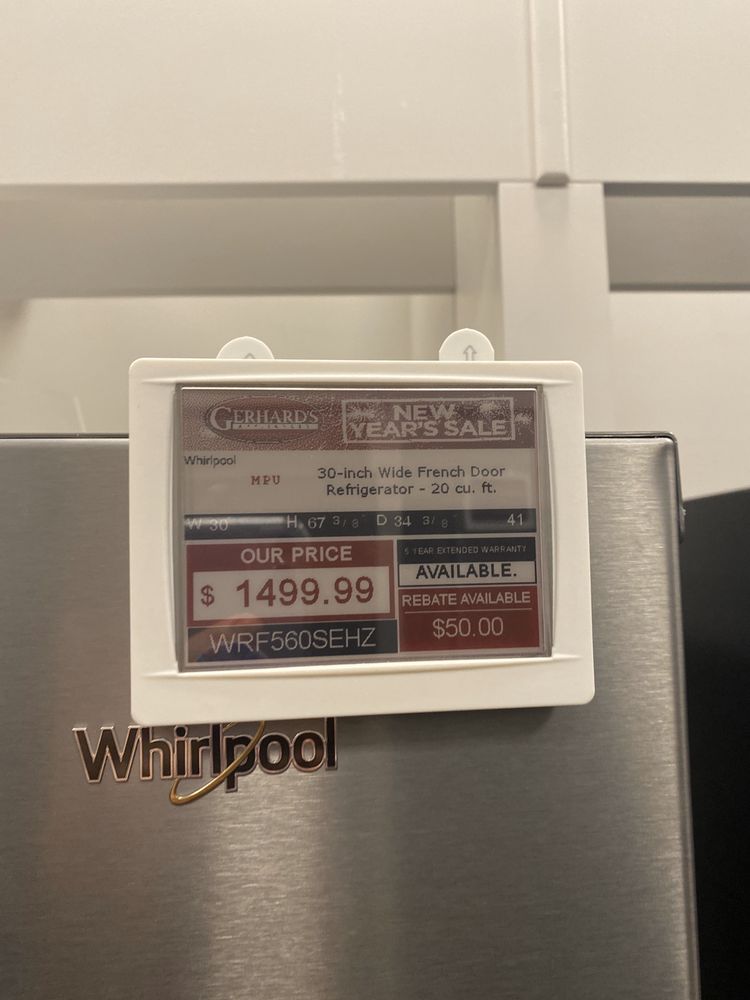 GERHARD'S
NEW
YEAR'S SALE
Whirlpool
MPU
30-inch Wide French Door
Refrigerator - 20 cu. ft.
W 30 H 67 3/8 D 34 3/8 41
OUR PRICE
$ 1499.99
WRF560SEHZ
5 YEAR EXTENDED WARRANTY
AVAILABLE.
REBATE AVAILABLE
$50.00
Whirlpool